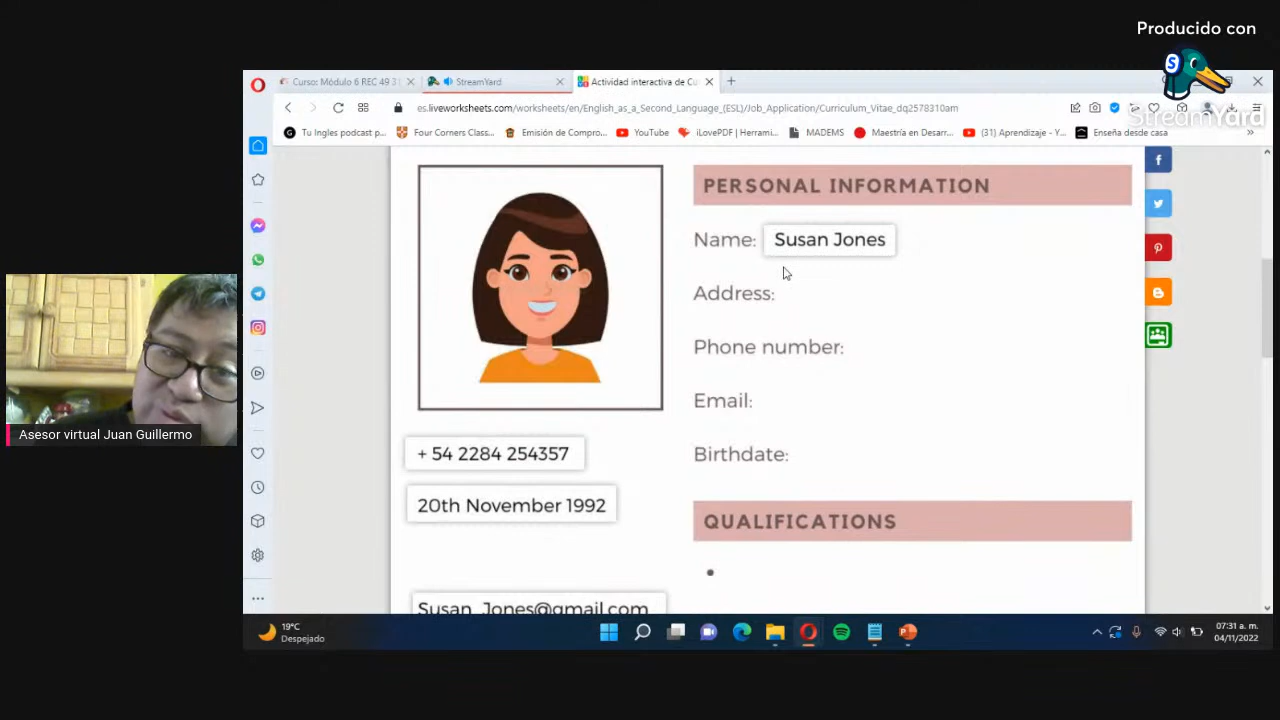 Producido con
StreamYard
Curso: Módulo 6 REC 49 31
StreamYard
Actividad interactiva de Cu
es.liveworksheets.com/worksheets/en/English_as_a_Second_Language_(ESL)/Job_Application/Curriculum_Vitae_dq2578310am
Tu Ingles podcast p...
Four Corners Class...
Emisión de Compro...
YouTube
iLovePDF | Herrami...
MADEMS
Maestría en Desarr...
(31) Aprendizaje - Y...
Enseña desde casa
PERSONAL INFORMATION
Name: Susan Jones
Address:
Phone number:
Email:
Birthdate:
+ 54 2284 254357
20th November 1992
Susan_Jones@gmail.com
QUALIFICATIONS
Asesor virtual Juan Guillermo
19°C
Despejado
07:31 a. m.
04/11/2022